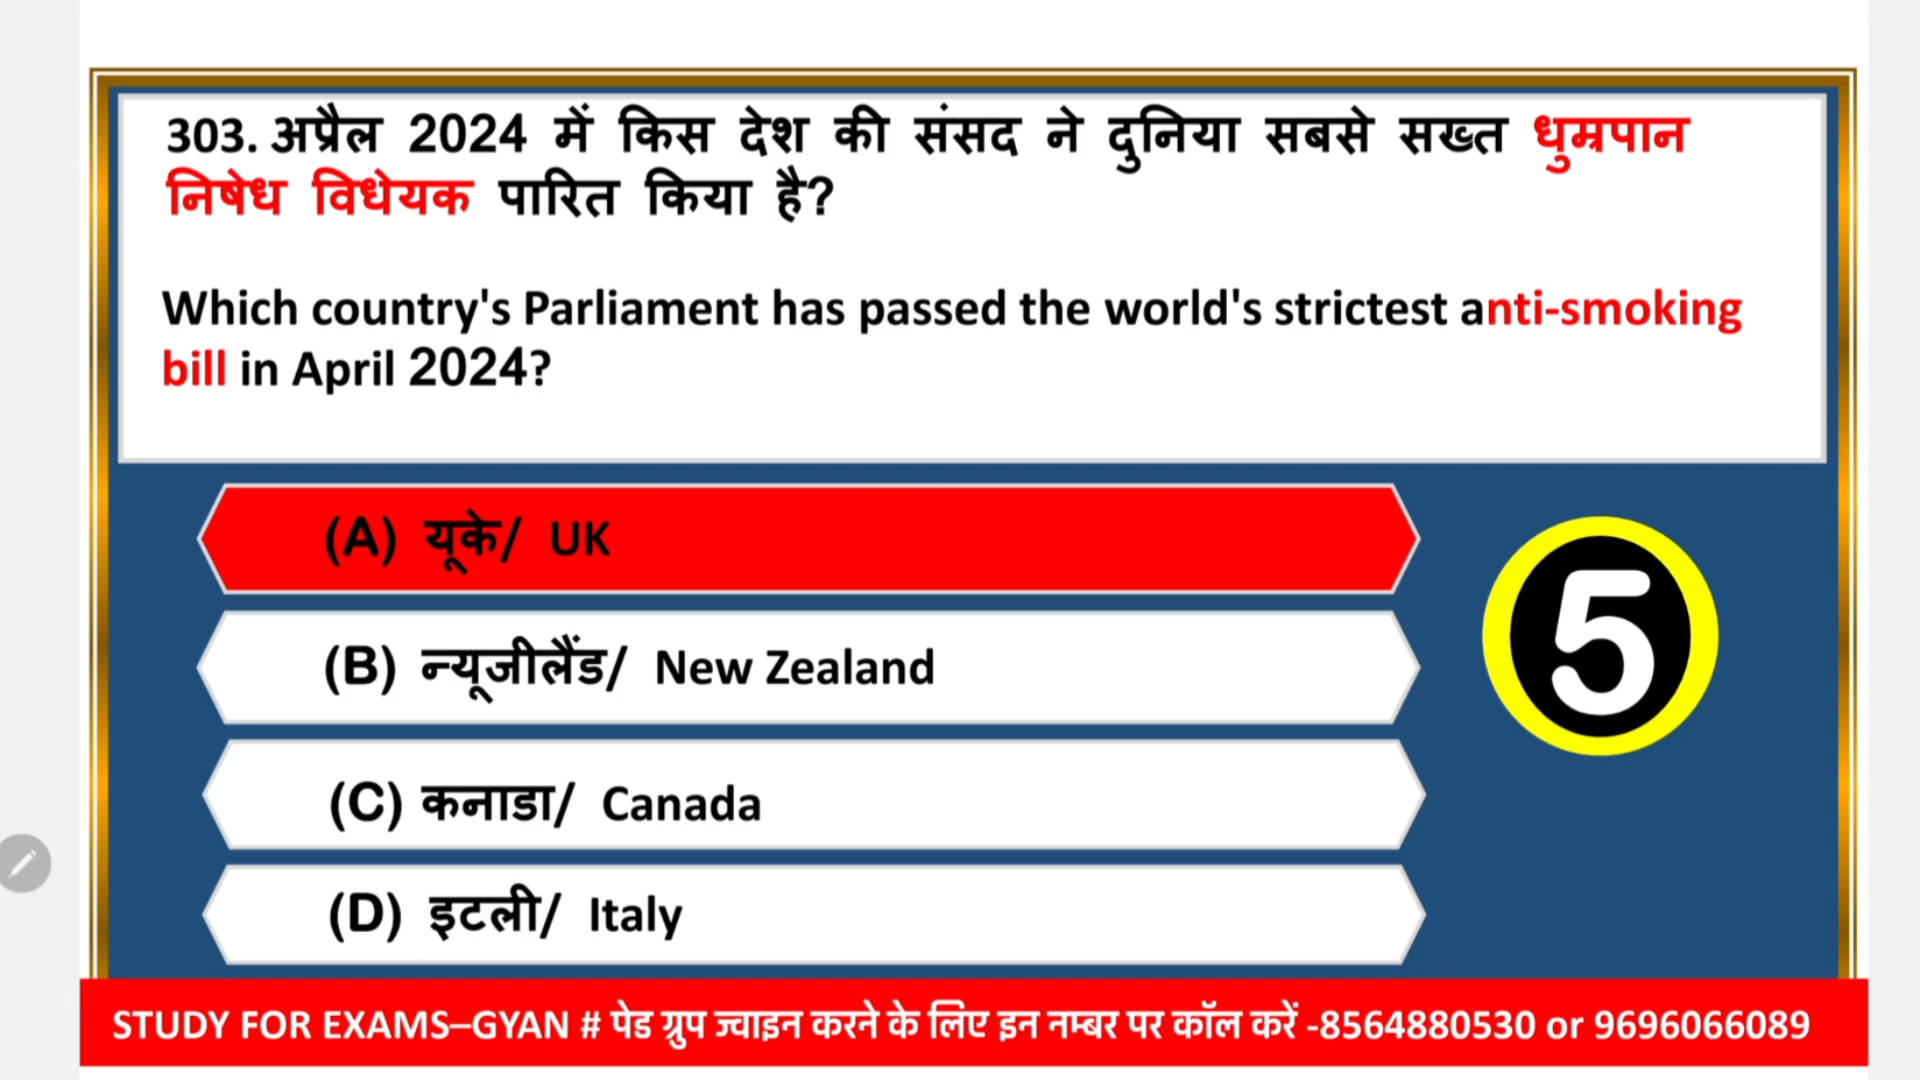 303. अप्रैल 2024 में किस देश की संसद ने दुनिया सबसे सख्त धुम्रपान
निषेध विधेयक पारित किया है?
Which country's Parliament has passed the world's strictest anti-smoking
bill in April 2024?
(A) यूके/ UK
(B) न्यूजीलैंड/ New Zealand
(C) कनाडा/ Canada
(D) इटली/ Italy
5
STUDY FOR EXAMS–GYAN # पेड ग्रुप ज्वाइन करने के लिए इन नम्बर पर कॉल करें -8564880530 or 9696066089